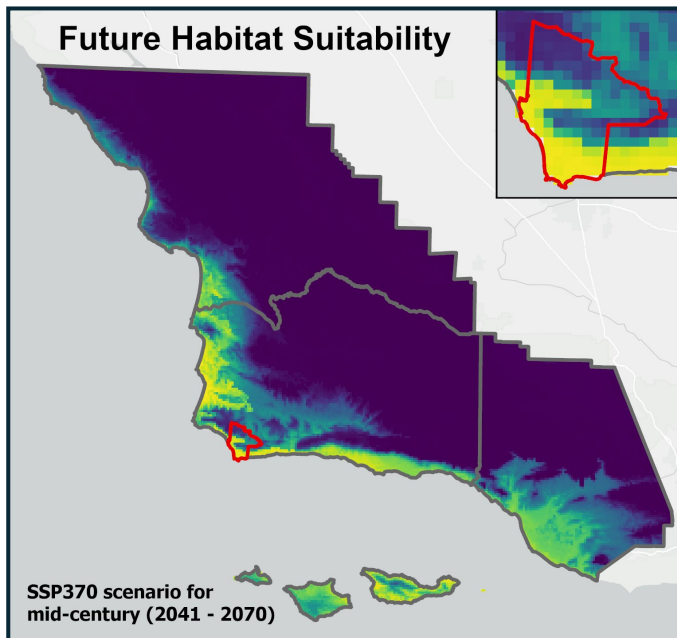 Future Habitat Suitability
SSP370 scenario for
mid-century (2041 - 2070)